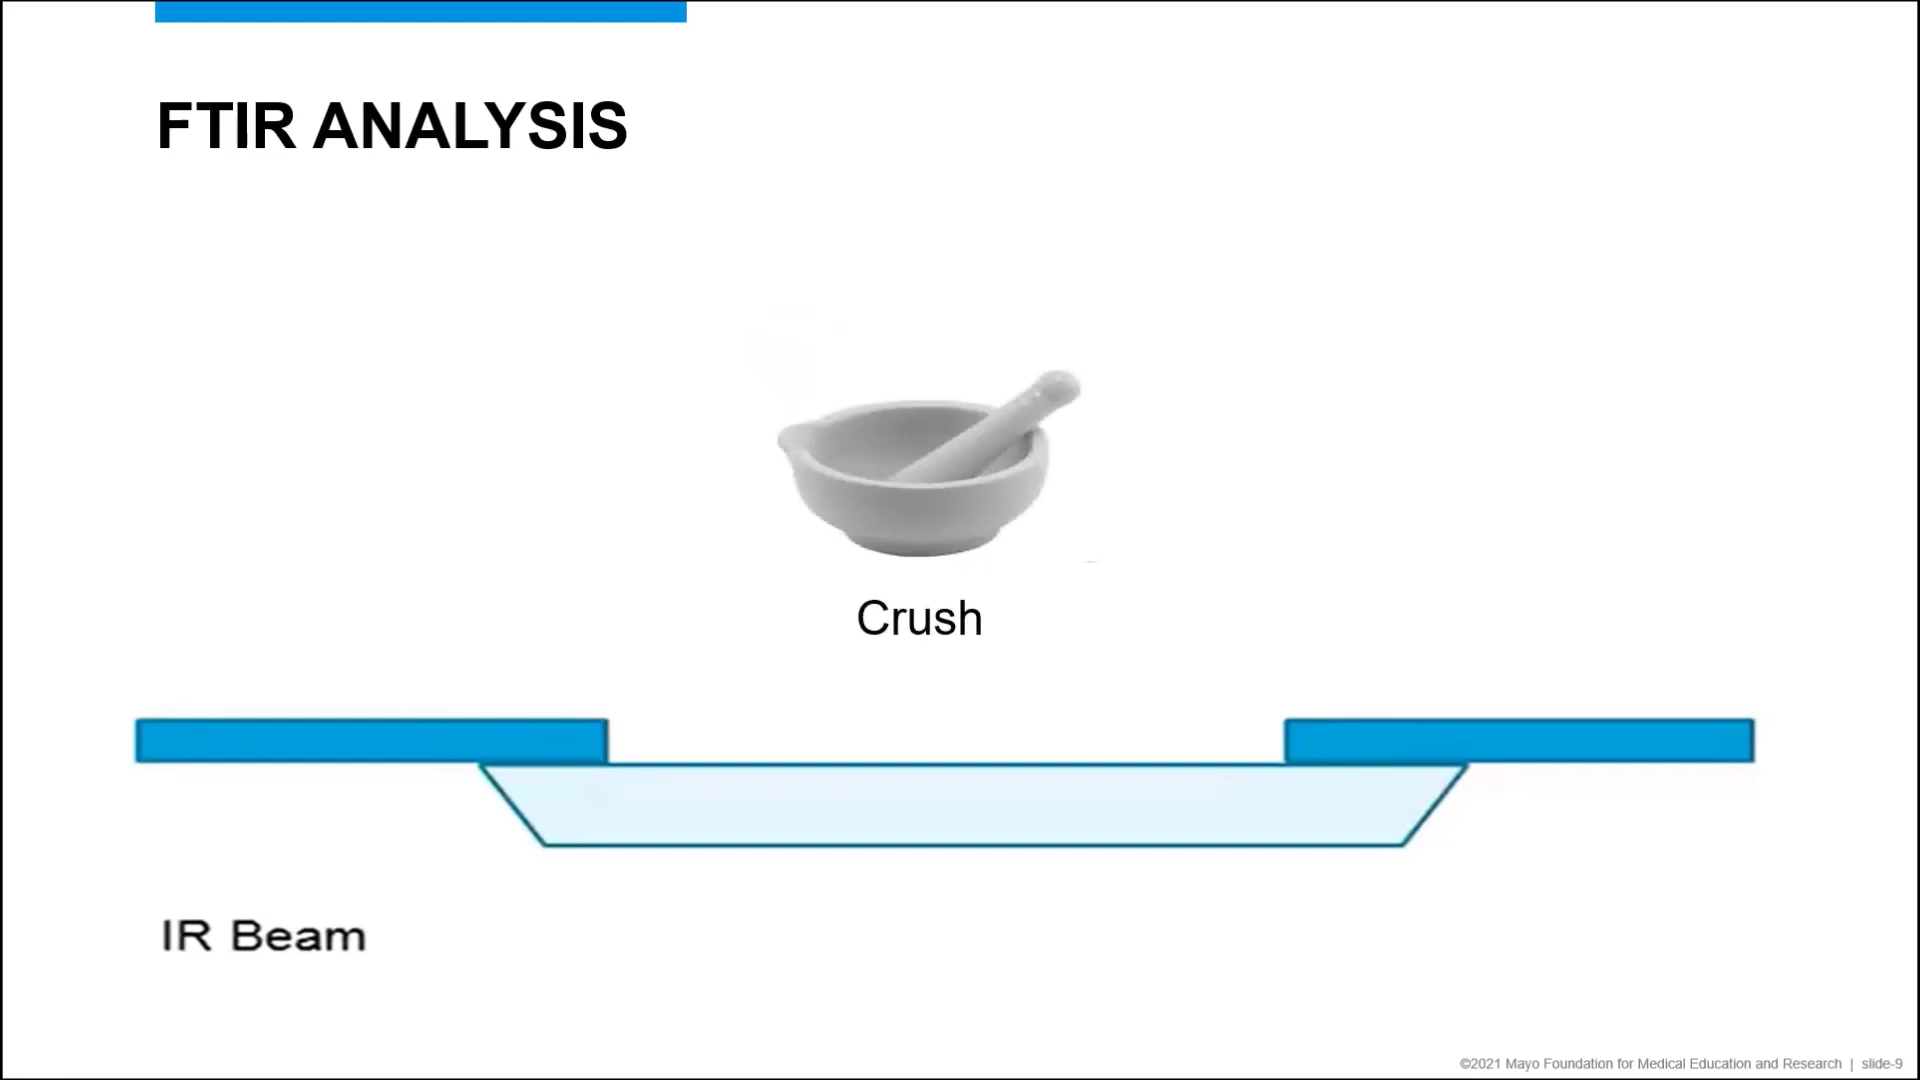 FTIR ANALYSIS
Crush
IR Beam
©2021 Mayo Foundation for Medical Education and Research | slide-9